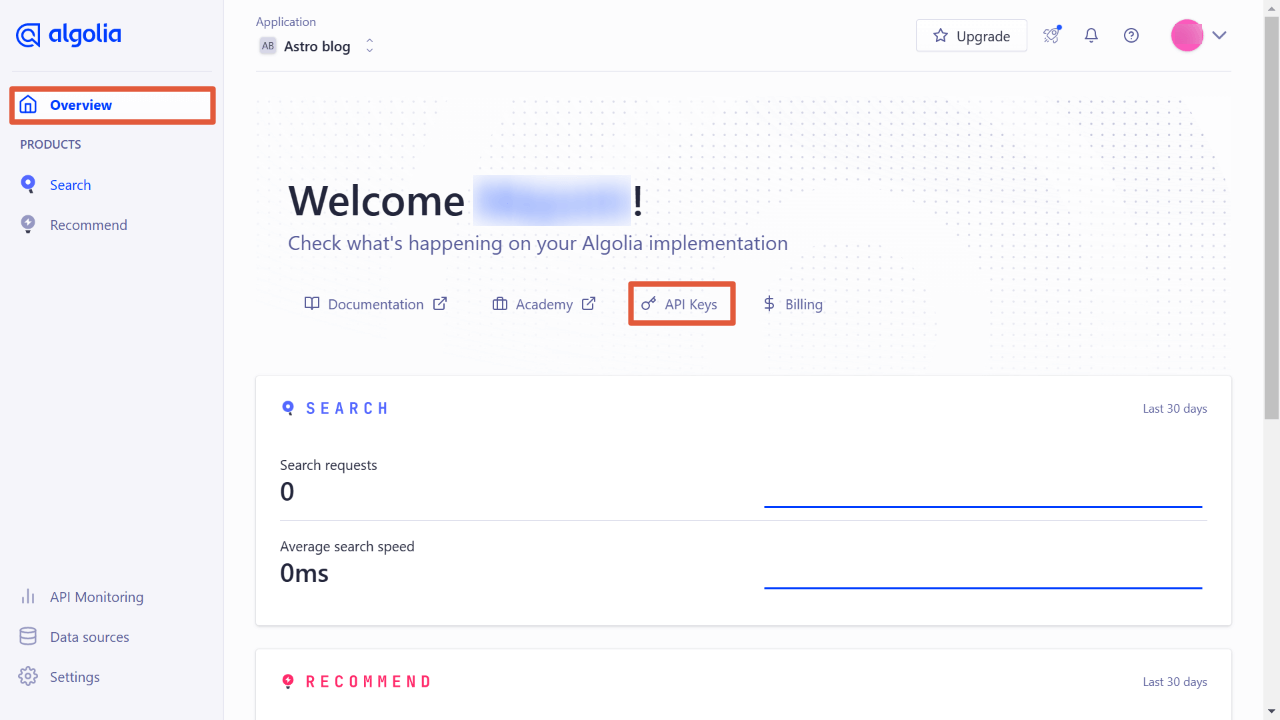 algolia
Overview
PRODUCTS
Search
Recommend
API Monitoring
Data sources
Settings
Application
AB Astro blog
Upgrade
Welcome !
Check what's happening on your Algolia implementation
Documentation Academy API Keys Billing
SEARCH Last 30 days
Search requests
0
Average search speed
0ms
RECOMMEND Last 30 days